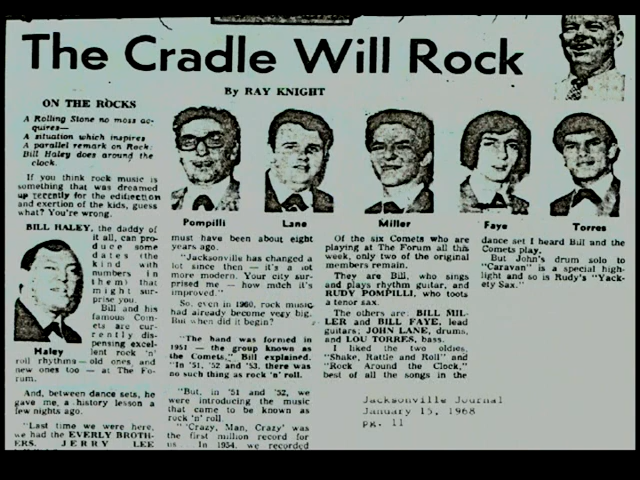 The Cradle Will Rock
By RAY KNIGHT
ON THE ROCKS
A Rolling Stone no moss ac-
quires—
A situation which inspires
A parallel remark on Rock:
Bill Haley does around the
clock.
If you think rock music is
something that was dreamed
up recently for the
and exertion of the kids, guess
what? You're wrong.
BILL HALEY, the daddy of
it all, can pro-
duce some
dates (the
kind with
numbers in
them) that
might sur-
prise you.
Bill and his
famous Com-
ets are cur-
rently dis-
pensing excel-
lent rock 'n'
roll rhythms — old ones and
new ones too — at The Fo-
rum.
And, between dance sets, he
gave me a history lesson a
few nights ago.
"Last time we were here,
we had the EVERLY BROTH-
ERS, JERRY LEE
Haley
Pompilli
Lane
Miller
Faye
Torres
must have been about eight
years ago.
"Jacksonville has changed a
lot since then — it's a lot
more modern. Your city sur-
prised me — how much it's
improved."
So, even in 1960, rock music
had already become very big.
But when did it begin?
"The band was formed in
1951 — the group known as
the Comets," Bill explained.
"In '51, '52 and '53, there was
no such thing as rock 'n' roll.
"But, in '51 and '52, we
were introducing the music
that came to be known as
rock 'n' roll.
"'Crazy, Man, Crazy' was
the first million record for
us. In 1954, we recorded
Of the six Comets who are
playing at The Forum all this
week, only two of the original
members remain.
They are Bill, who sings
and plays rhythm guitar, and
RUDY POMPILLI, who toots
a tenor sax.
The others are BILL MIL-
LER and BILL FAYE, lead
guitars; JOHN LANE, drums,
and LOU TORRES, bass.
I liked the two oldies,
"Shake, Rattle and Roll" and
"Rock Around the Clock,"
best of all the songs in the
dance set I heard Bill and the
Comets play.
But John's drum solo to
"Caravan" is a special high-
light and so is Rudy's "Yackc-
ty Sax."
Jacksonville Journal
January 15, 1968
pg. 11